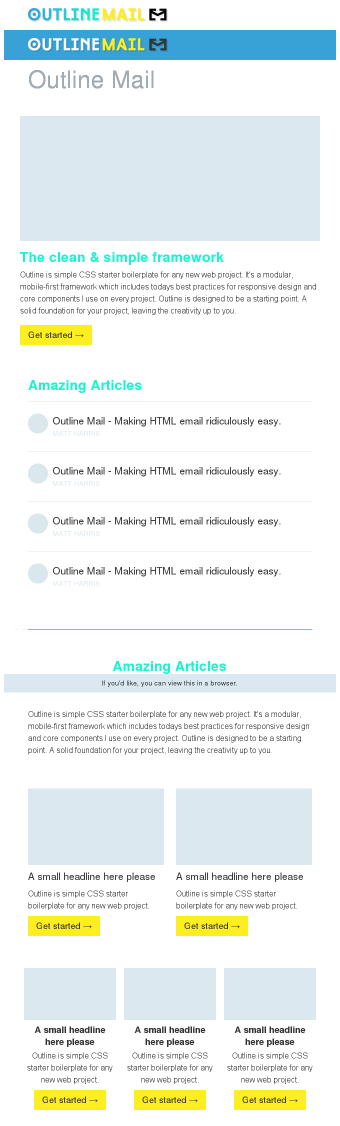 OUTLINEMAIL
OUTLINEMAIL
Outline Mail
The clean & simple framework
Outline is simple CSS starter boilerplate for any new web project. It's a modular,
mobile-first framework which includes todays best practices for responsive design and
core components I use on every project. Outline is designed to be a starting point. A
solid foundation for your project, leaving the creativity up to you.
Get started →
Amazing Articles
Outline Mail - Making HTML email ridiculously easy.
MATT HARRIS
Outline Mail - Making HTML email ridiculously easy.
MATT HARRIS
Outline Mail - Making HTML email ridiculously easy.
MATT HARRIS
Outline Mail - Making HTML email ridiculously easy.
MATT HARRIS
Amazing Articles
If you'd like, you can view this in a browser.
Outline is simple CSS starter boilerplate for any new web project. It's a modular,
mobile-first framework which includes todays best practices for responsive design
and core components I use on every project. Outline is designed to be a starting
point. A solid foundation for your project, leaving the creativity up to you.
A small headline here please
Outline is simple CSS starter
boilerplate for any new web project.
Get started →
A small headline here please
Outline is simple CSS starter
boilerplate for any new web project.
Get started →
A small headline
here please
Outline is simple CSS
starter boilerplate for any
new web project.
Get started →
A small headline
here please
Outline is simple CSS
starter boilerplate for any
new web project.
Get started →
A small headline
here please
Outline is simple CSS
starter boilerplate for any
new web project.
Get started →